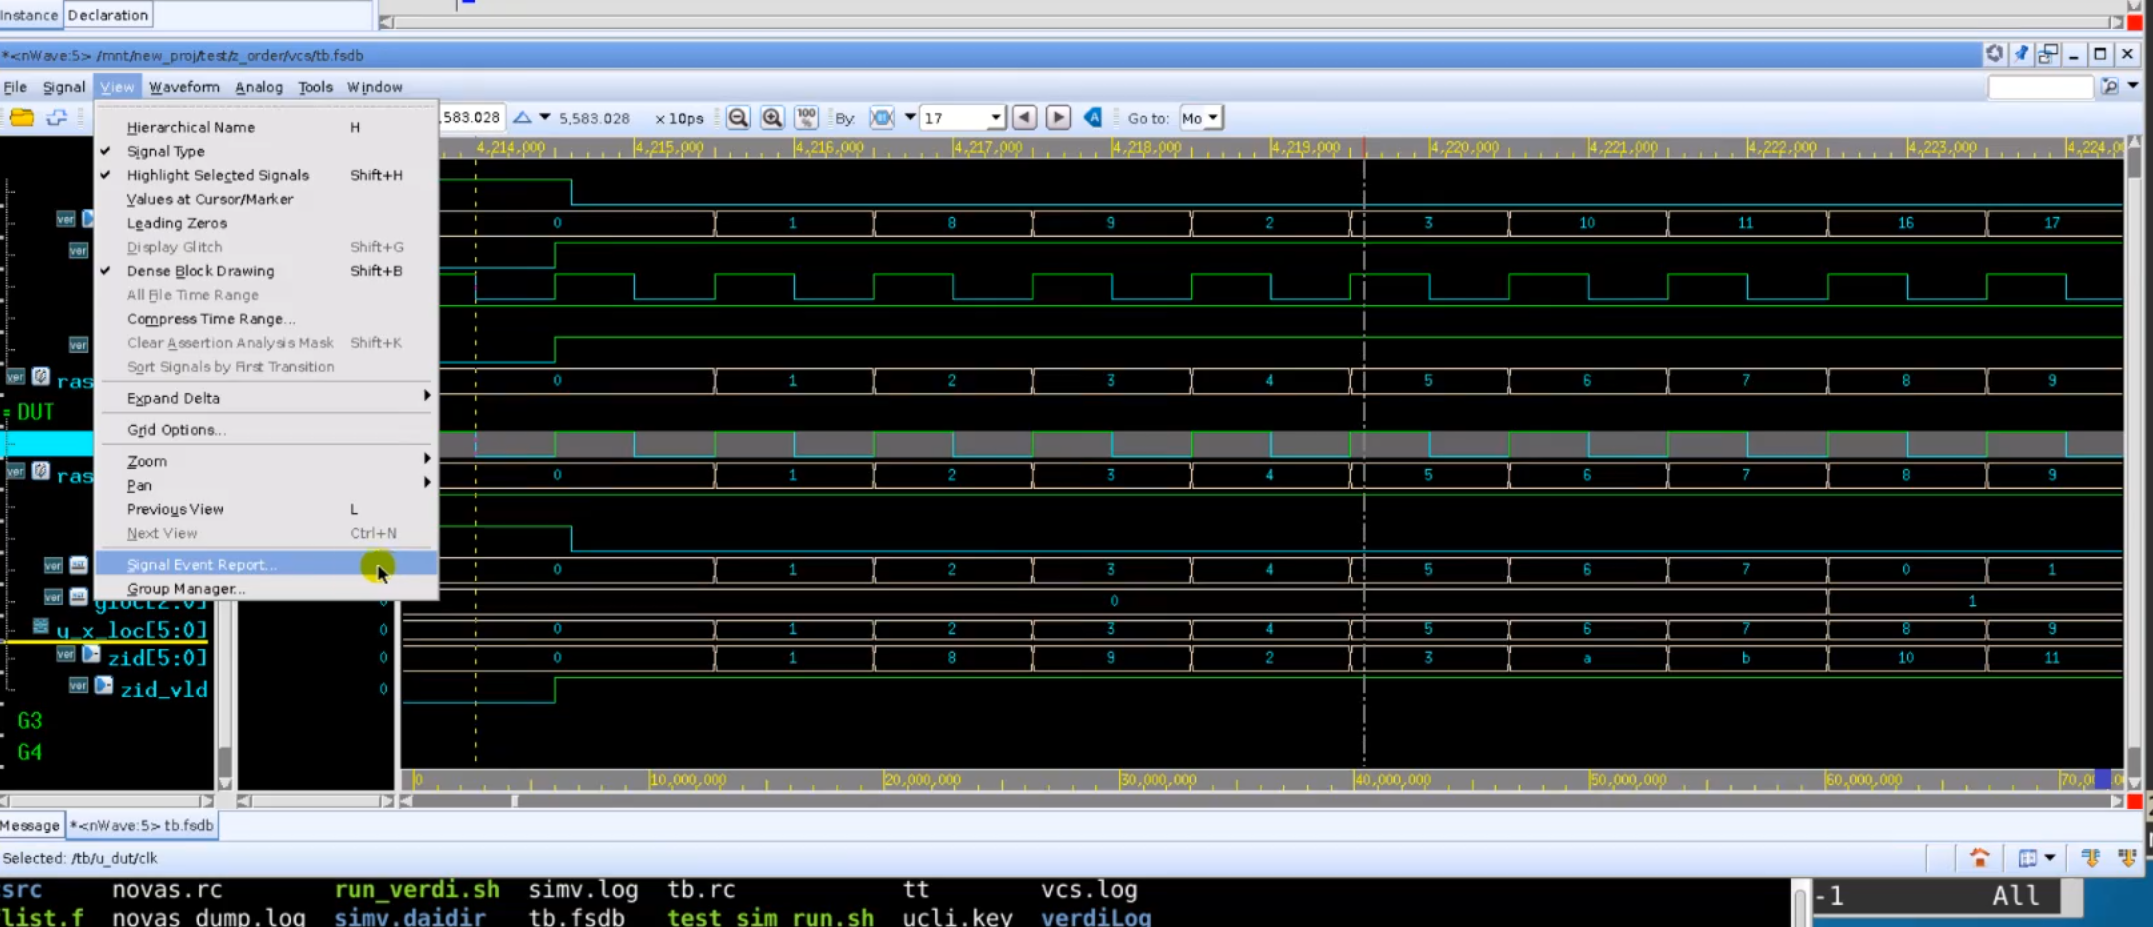 Instance Declaration
*<nWave:5> /mnt/new_proj/test/z_order/vcs/tb.fsdb
File Signal View Waveform Analog Tools Window
.583.028 5,583.028 x 10ps 100 % By: 17 Go to: Mo
Hierarchical Name H
Signal Type
Highlight Selected Signals Shift+H
Values at Cursor/Marker
Leading Zeros
Display Glitch Shift+G
Dense Block Drawing Shift+B
All File Time Range
Compress Time Range...
Clear Assertion Analysis Mask Shift+K
Sort Signals by First Transition
Expand Delta
Grid Options...
Zoom
Pan
Previous View L
Next View Ctrl+N
Signal Event Report...
Group Manager...
4,214,000 4,215,000 4,216,000 4,217,000 4,218,000 4,219,000 4,220,000 4,221,000 4,222,000 4,223,000 4,224,0
ver 0 1 8 9 2 3 10 11 16 17
ver
ver
ver ras 0 1 2 3 4 5 6 7 8 9
= DUT
ver ras 0 1 2 3 4 5 6 7 8 9
ver 0 1 2 3 4 5 6 7 0 1
ver gloc[2:0] 0 0 1
u_x_loc[5:0] 0 0 1 2 3 4 5 6 7 8 9
ver zid[5:0] 0 0 1 8 9 2 3 a b 10 11
ver zid_vld 0
G3
G4
0 10,000,000 20,000,000 30,000,000 40,000,000 50,000,000 60,000,000 70,0
Message *<nWave:5> tb.fsdb
Selected: /tb/u_dut/clk
src novas.rc run_verdi.sh simv.log tb.rc tt vcs.log
list.f novas_dump.log simv.daidir tb.fsdb test_sim_run.sh ucli.key verdiLog
-1 All